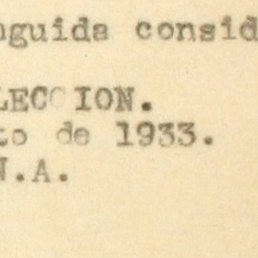 nguida consid
LECCION.
to de 1933.
N.A.